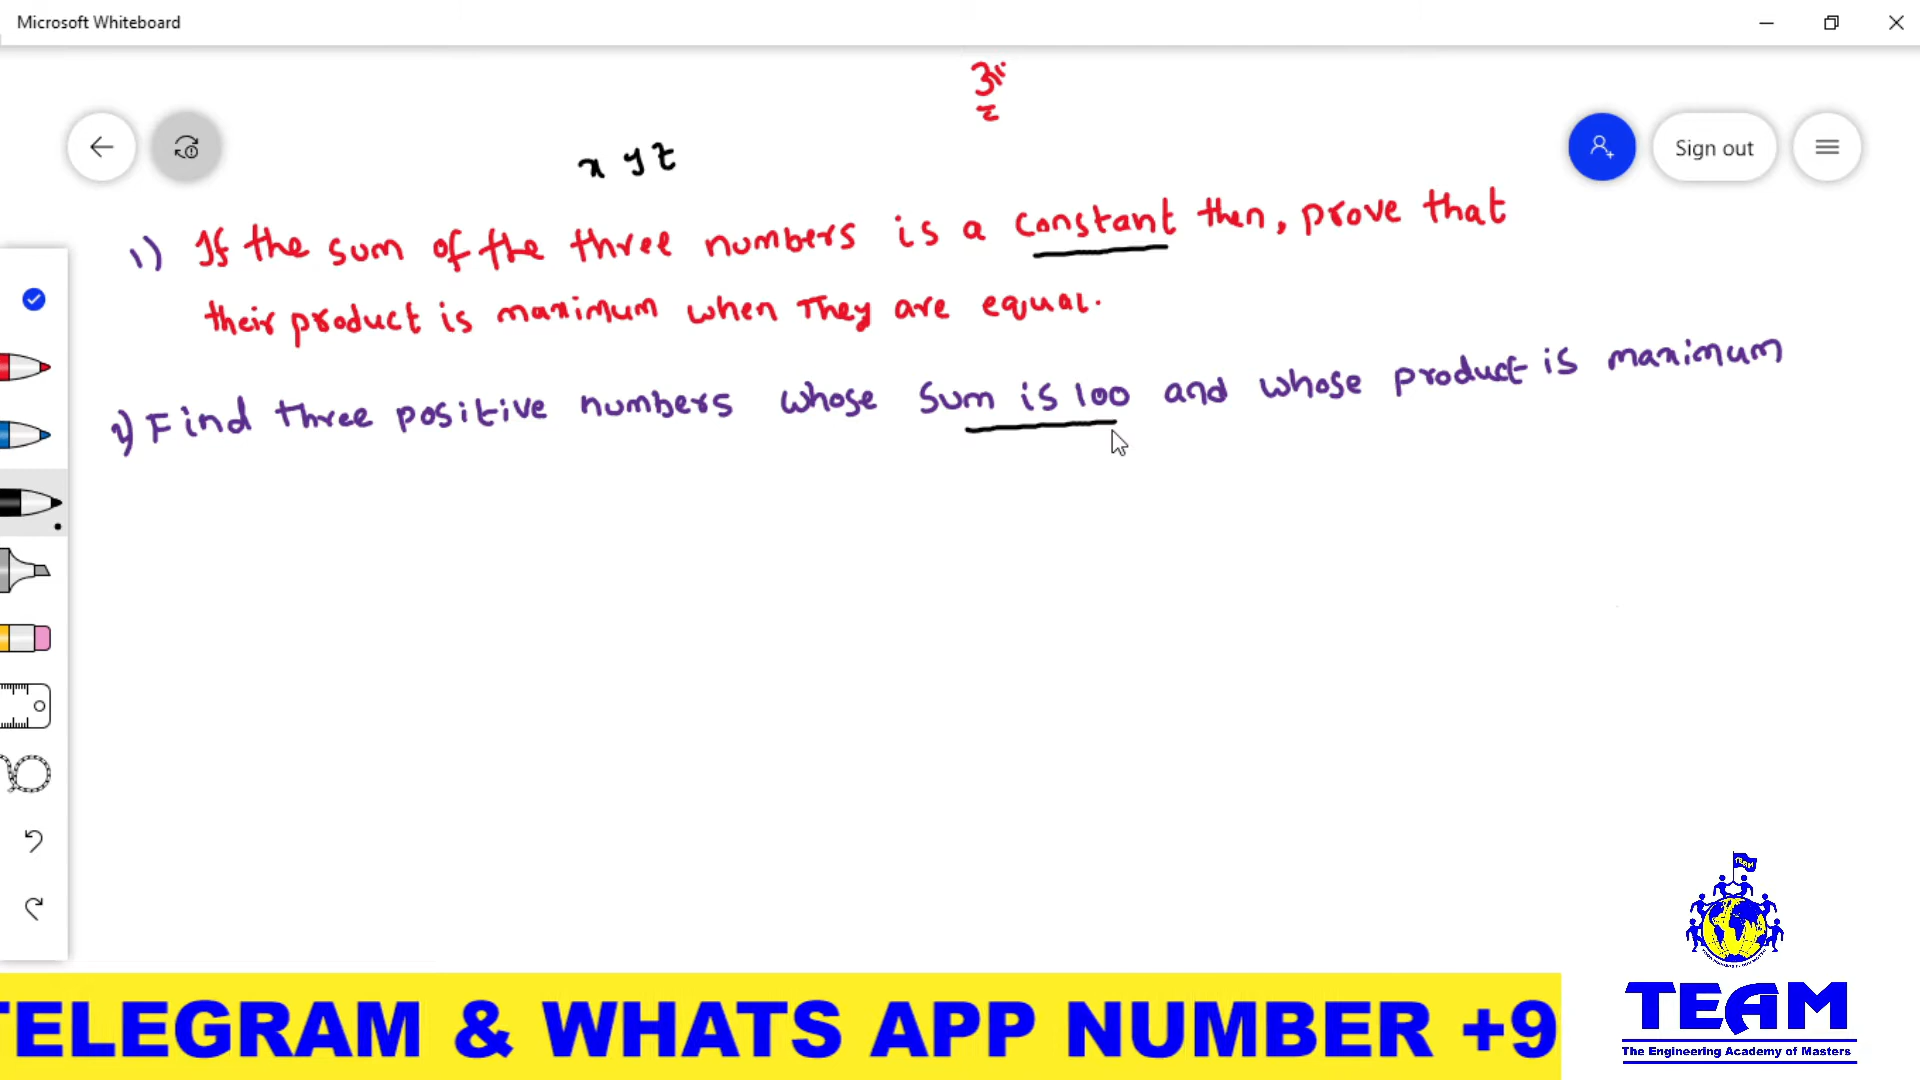 Microsoft Whiteboard
x y z
Sign out
1) If the sum of the three numbers is a constant then, prove that
their product is maximum when They are equal.
2) Find three positive numbers whose sum is 100 and whose product is maximum
TELEGRAM & WHATS APP NUMBER +9
TEAM
The Engineering Academy of Masters